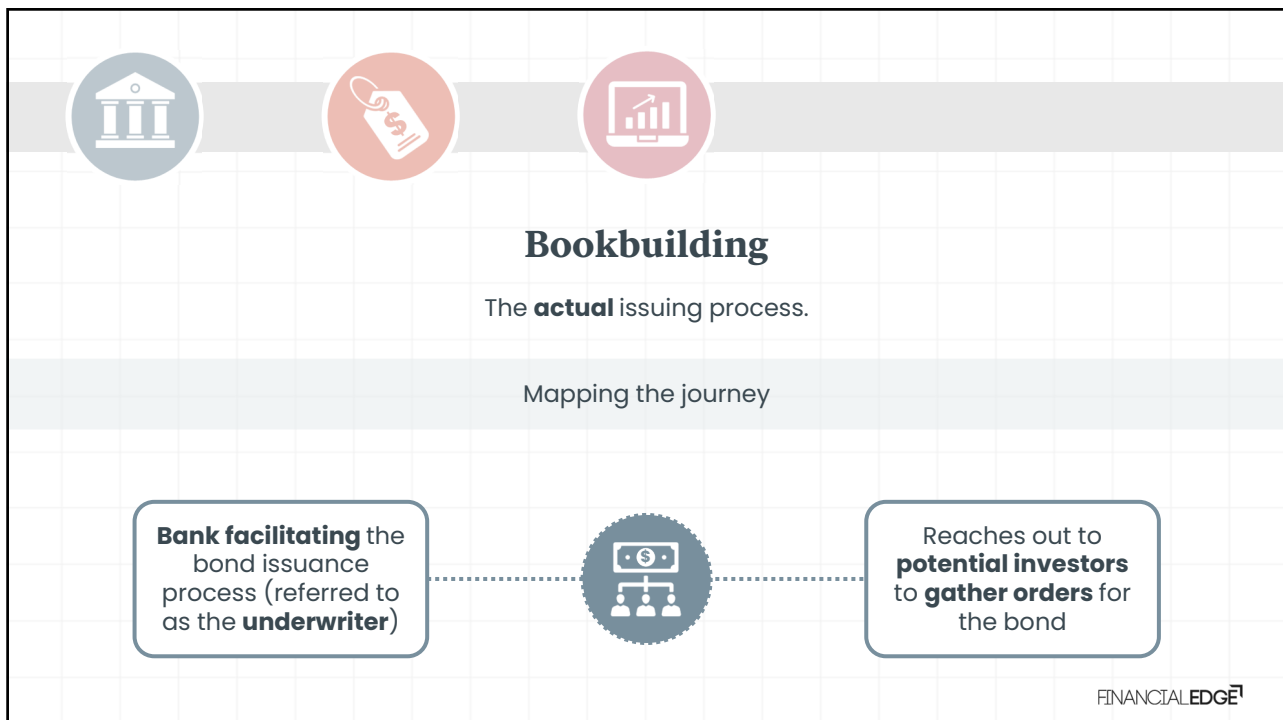 Bookbuilding
The actual issuing process.
Mapping the journey
Bank facilitating the
bond issuance
process (referred to
as the underwriter)
$
Reaches out to
potential investors
to gather orders for
the bond
FINANCIALEDGE